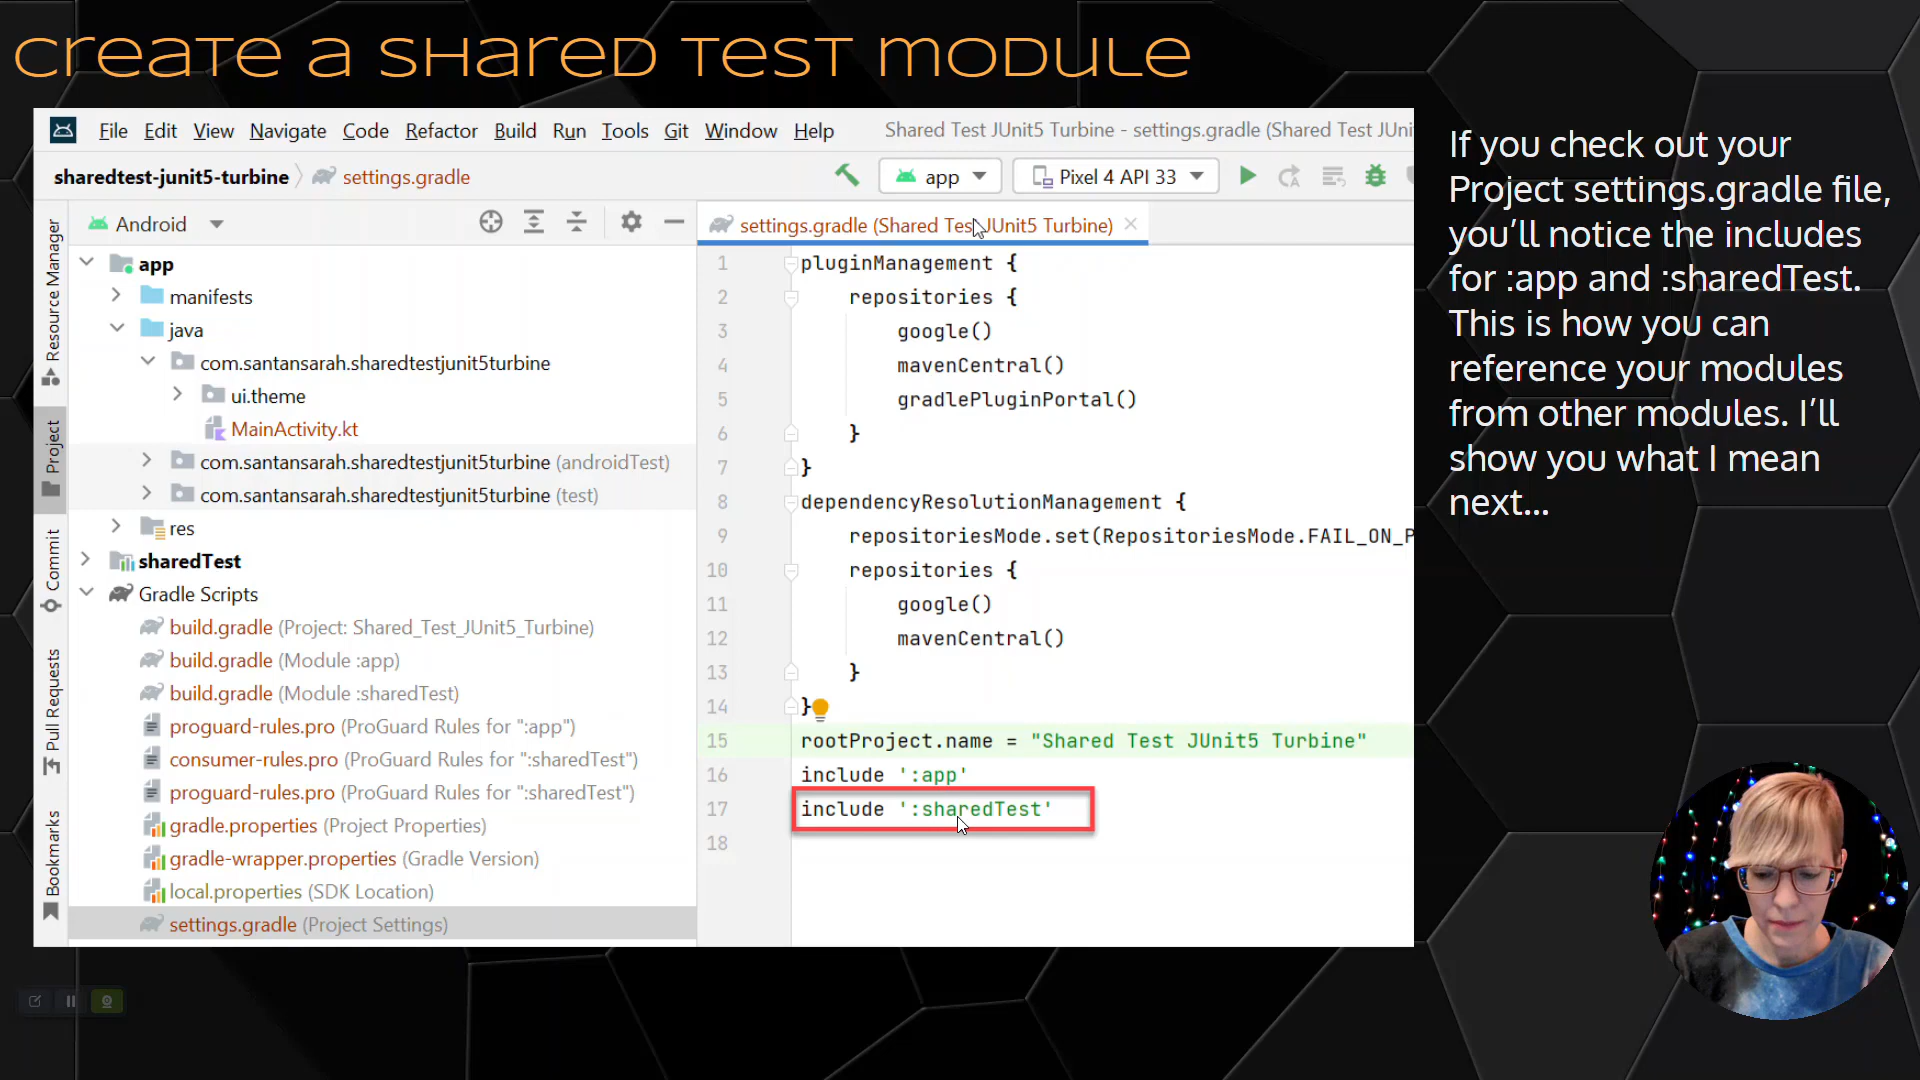 Create a Shared Test Module
File Edit View Navigate Code Refactor Build Run Tools Git Window Help Shared Test JUnit5 Turbine - settings.gradle (Shared Test JUni
sharedtest-junit5-turbine settings.gradle app Pixel 4 API 33
Android
settings.gradle (Shared Test JUnit5 Turbine)
Resource Manager
Project
Commit
Pull Requests
Bookmarks
app
manifests
java
com.santansarah.sharedtestjunit5turbine
ui.theme
MainActivity.kt
com.santansarah.sharedtestjunit5turbine (androidTest)
com.santansarah.sharedtestjunit5turbine (test)
res
sharedTest
Gradle Scripts
build.gradle (Project: Shared_Test_JUnit5_Turbine)
build.gradle (Module :app)
build.gradle (Module :sharedTest)
proguard-rules.pro (ProGuard Rules for ":app")
consumer-rules.pro (ProGuard Rules for ":sharedTest")
proguard-rules.pro (ProGuard Rules for ":sharedTest")
gradle.properties (Project Properties)
gradle-wrapper.properties (Gradle Version)
local.properties (SDK Location)
settings.gradle (Project Settings)
1 pluginManagement {
2 repositories {
3 google()
4 mavenCentral()
5 gradlePluginPortal()
6 }
7 }
8 dependencyResolutionManagement {
9 repositoriesMode.set(RepositoriesMode.FAIL_ON_P
10 repositories {
11 google()
12 mavenCentral()
13 }
14 }
15 rootProject.name = "Shared Test JUnit5 Turbine"
16 include ':app'
17 include ':sharedTest'
18
If you check out your
Project settings.gradle file,
you’ll notice the includes
for :app and :sharedTest.
This is how you can
reference your modules
from other modules. I’ll
show you what I mean
next…